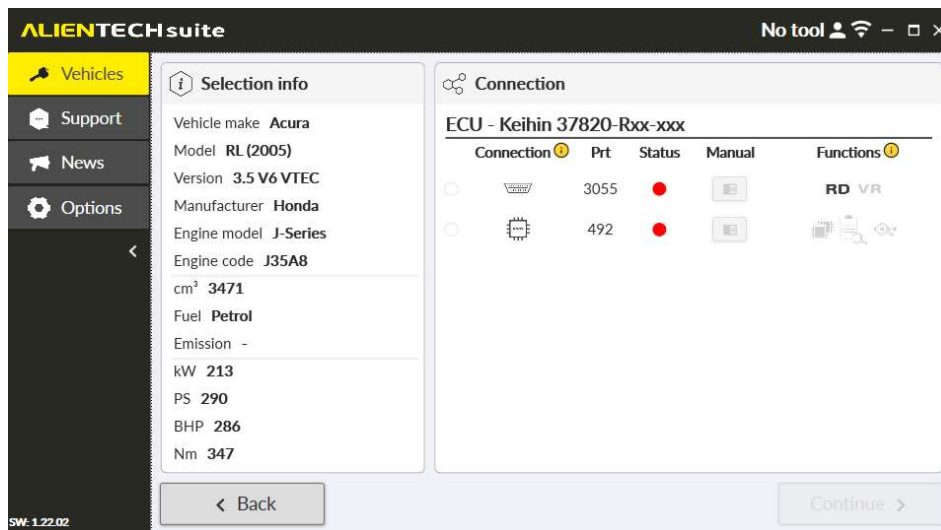 ALIENTECHsuite
No tool
Vehicles
Support
News
Options
SW: 1.22.02
Selection info
Vehicle make Acura
Model RL (2005)
Version 3.5 V6 VTEC
Manufacturer Honda
Engine model J-Series
Engine code J35A8
cm³ 3471
Fuel Petrol
Emission -
kW 213
PS 290
BHP 286
Nm 347
Connection
ECU - Keihin 37820-Rxx-xxx
Connection Prt Status Manual Functions
3055 RD VR
492
Back
Continue